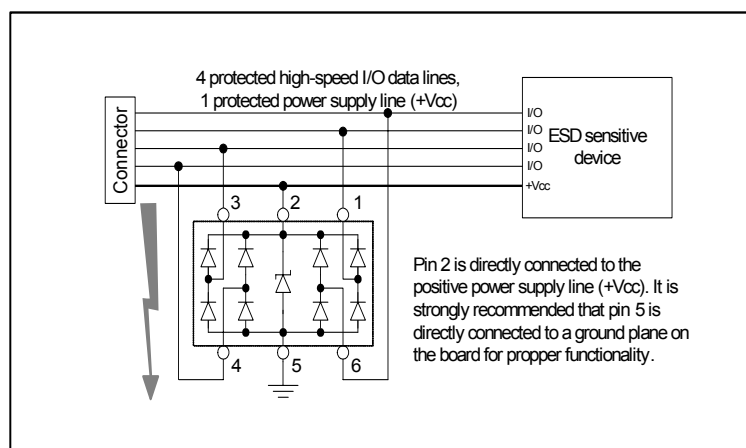 4 protected high-speed I/O data lines,
1 protected power supply line (+Vcc)
Connector
I/O
I/O
I/O
I/O
+Vcc
ESD sensitive
device
3
2
1
4
5
6
Pin 2 is directly connected to the
positive power supply line (+Vcc). It is
strongly recommended that pin 5 is
directly connected to a ground plane on
the board for propper functionality.